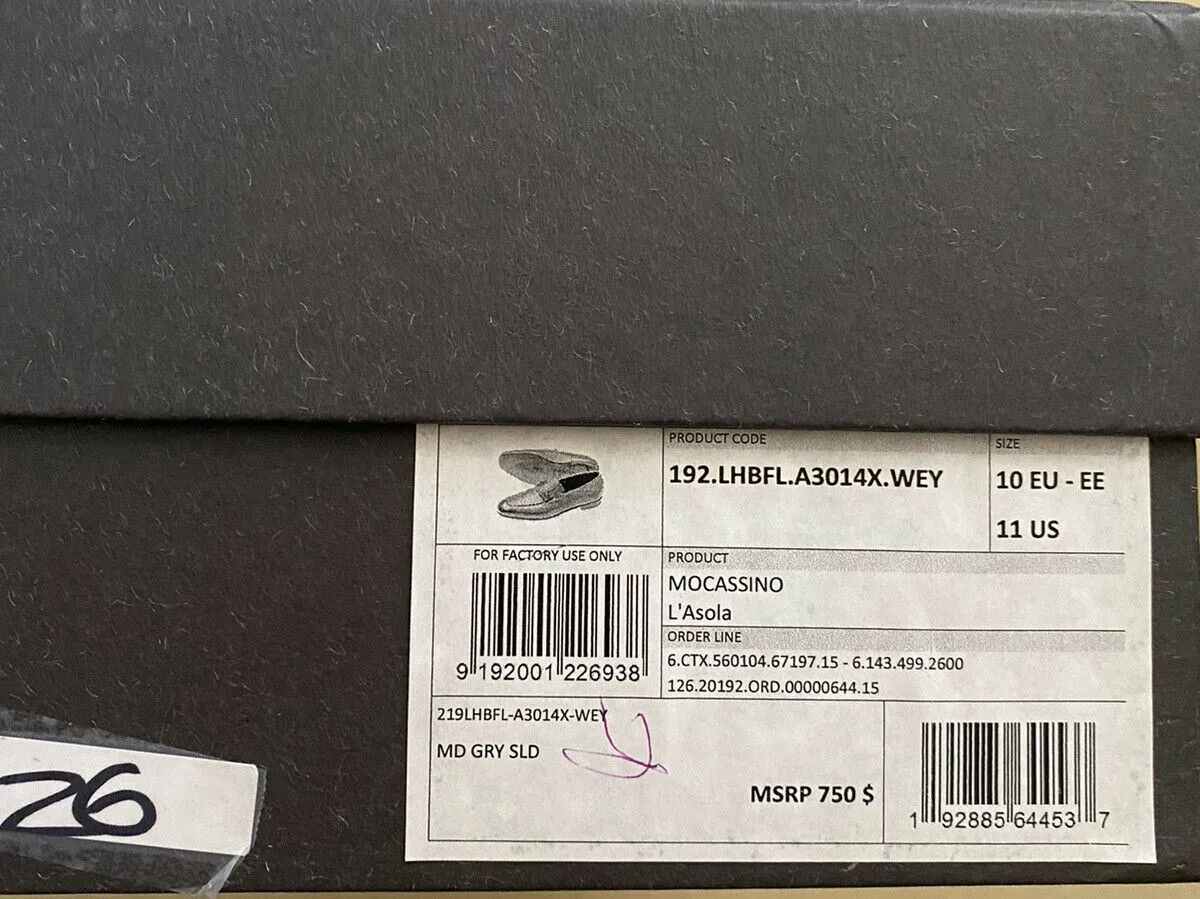 PRODUCT CODE
192.LHBFL.A3014X.WEY
SIZE
10 EU - EE
11 US
FOR FACTORY USE ONLY
9 192001 226938
PRODUCT
MOCASSINO
L'Asola
ORDER LINE
6.CTX.560104.67197.15 - 6.143.499.2600
126.20192.ORD.00000644.15
219LHBFL-A3014X-WEY
MD GRY SLD
MSRP 750 $
1 92885 64453 7
26